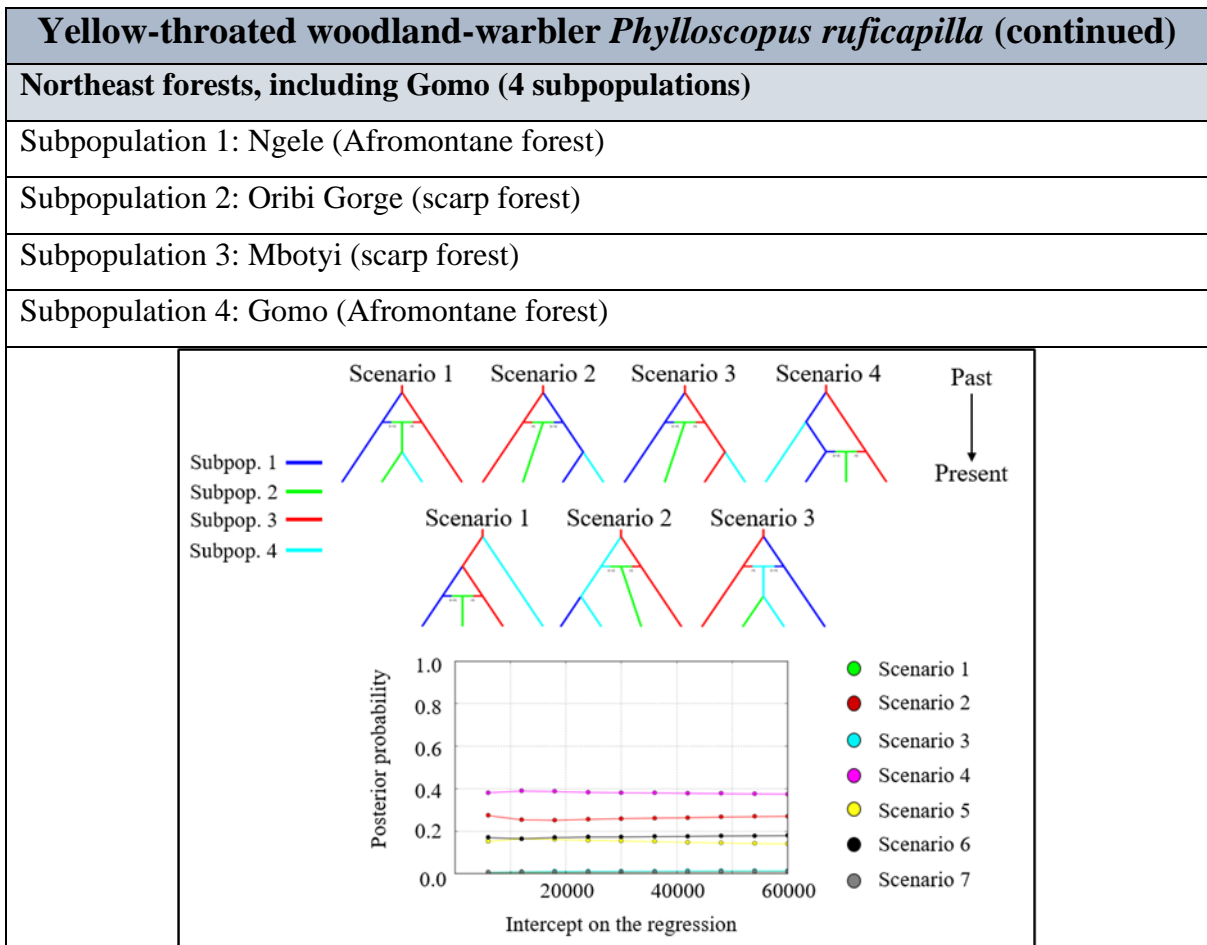 Yellow-throated woodland-warbler Phylloscopus ruficapilla (continued)
Northeast forests, including Gomo (4 subpopulations)
Subpopulation 1: Ngele (Afromontane forest)
Subpopulation 2: Oribi Gorge (scarp forest)
Subpopulation 3: Mbotyi (scarp forest)
Subpopulation 4: Gomo (Afromontane forest)
Scenario 1 Scenario 2 Scenario 3 Scenario 4 Past
Present
Subpop. 1
Subpop. 2
Subpop. 3
Subpop. 4
Scenario 1 Scenario 2 Scenario 3
Posterior probability
1.0
0.8
0.6
0.4
0.2
0.0
20000 40000 60000
Intercept on the regression
Scenario 1
Scenario 2
Scenario 3
Scenario 4
Scenario 5
Scenario 6
Scenario 7